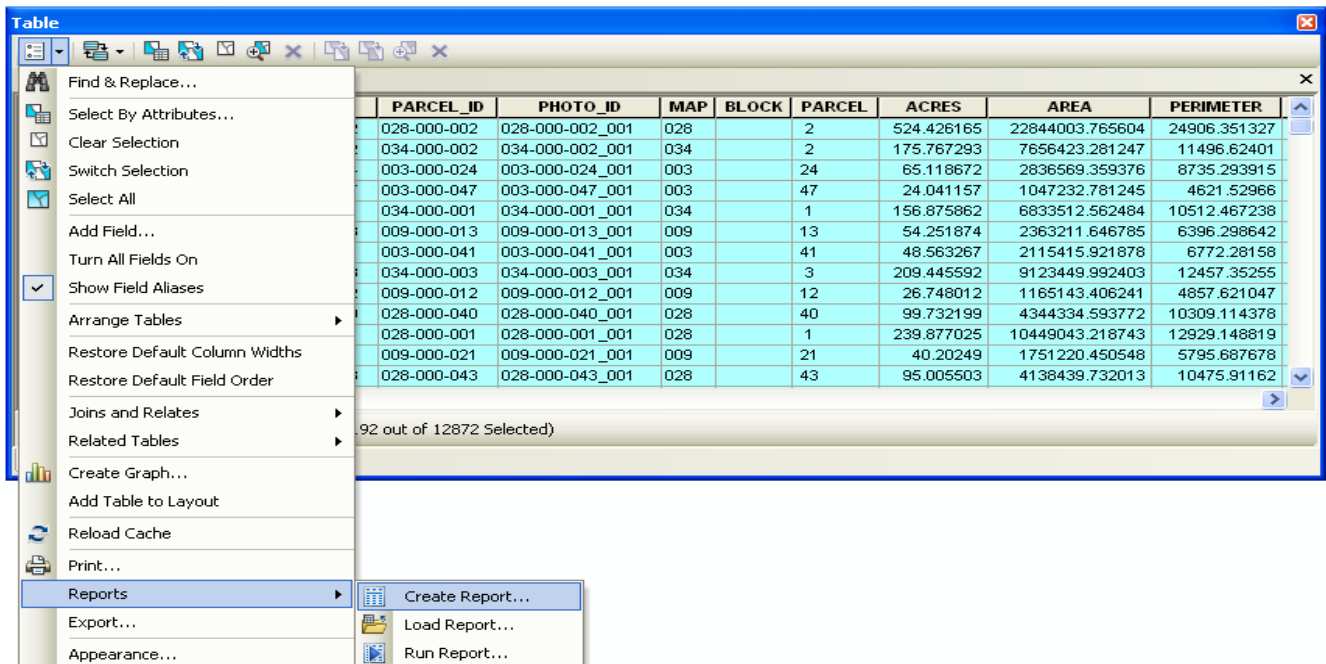 Table
Find & Replace...
Select By Attributes...
Clear Selection
Switch Selection
Select All
Add Field...
Turn All Fields On
Show Field Aliases
Arrange Tables
Restore Default Column Widths
Restore Default Field Order
Joins and Relates
Related Tables
Create Graph...
Add Table to Layout
Reload Cache
Print...
Reports
Export...
Appearance...
Create Report...
Load Report...
Run Report...
PARCEL_ID PHOTO_ID MAP BLOCK PARCEL ACRES AREA PERIMETER
028-000-002 028-000-002_001 028 2 524.426165 22844003.765604 24906.351327
034-000-002 034-000-002_001 034 2 175.767293 7656423.281247 11496.62401
003-000-024 003-000-024_001 003 24 65.118672 2836569.359376 8735.293915
003-000-047 003-000-047_001 003 47 24.041157 1047232.781245 4621.52966
034-000-001 034-000-001_001 034 1 156.875862 6833512.562484 10512.467238
009-000-013 009-000-013_001 009 13 54.251874 2363211.646785 6396.298642
003-000-041 003-000-041_001 003 41 48.563267 2115415.921878 6772.28158
034-000-003 034-000-003_001 034 3 209.445592 9123449.992403 12457.35255
009-000-012 009-000-012_001 009 12 26.748012 1165143.406241 4857.621047
028-000-040 028-000-040_001 028 40 99.732199 4344334.593772 10309.114378
028-000-001 028-000-001_001 028 1 239.877025 10449043.218743 12929.148819
009-000-021 009-000-021_001 009 21 40.20249 1751220.450548 5795.687678
028-000-043 028-000-043_001 028 43 95.005503 4138439.732013 10475.91162
92 out of 12872 Selected)